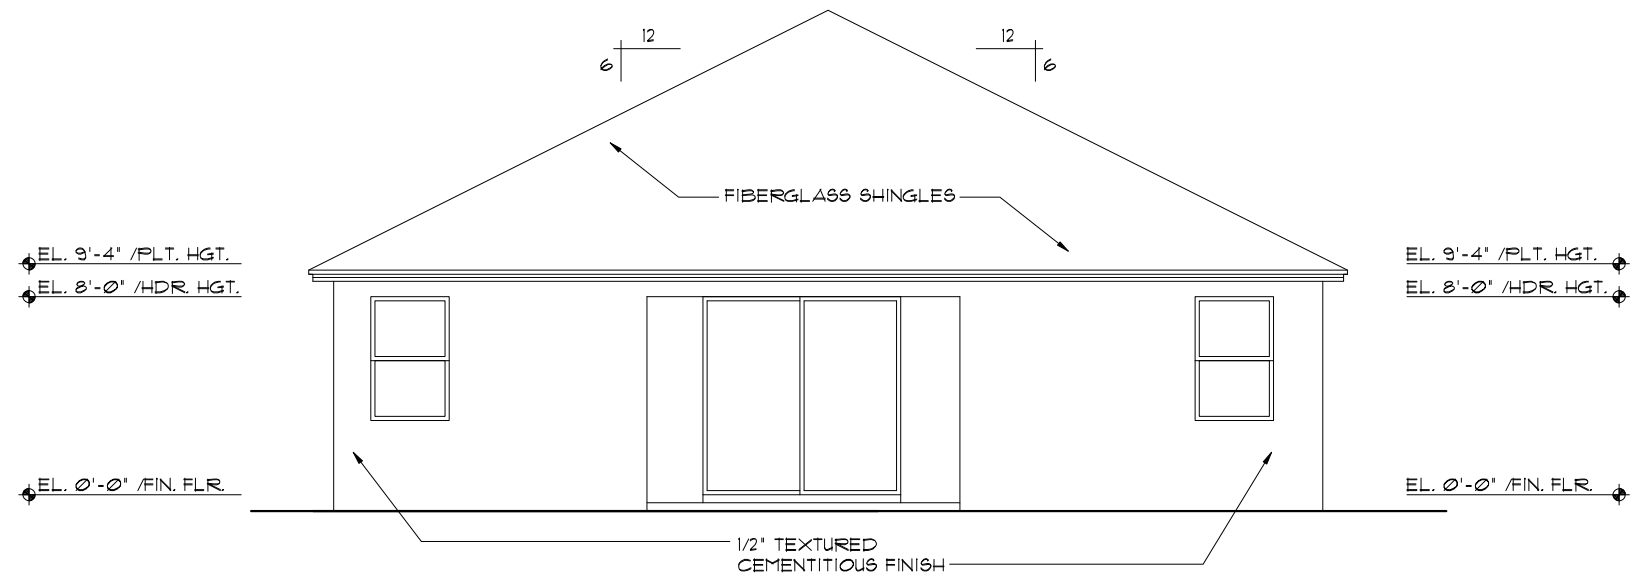 12
6
12
6
FIBERGLASS SHINGLES
EL. 9'-4" /PLT. HGT.
EL. 9'-4" /PLT. HGT.
EL. 8'-0" /HDR. HGT.
EL. 8'-0" /HDR. HGT.
EL. 0'-0" /FIN. FLR.
EL. 0'-0" /FIN. FLR.
1/2" TEXTURED
CEMENTITIOUS FINISH